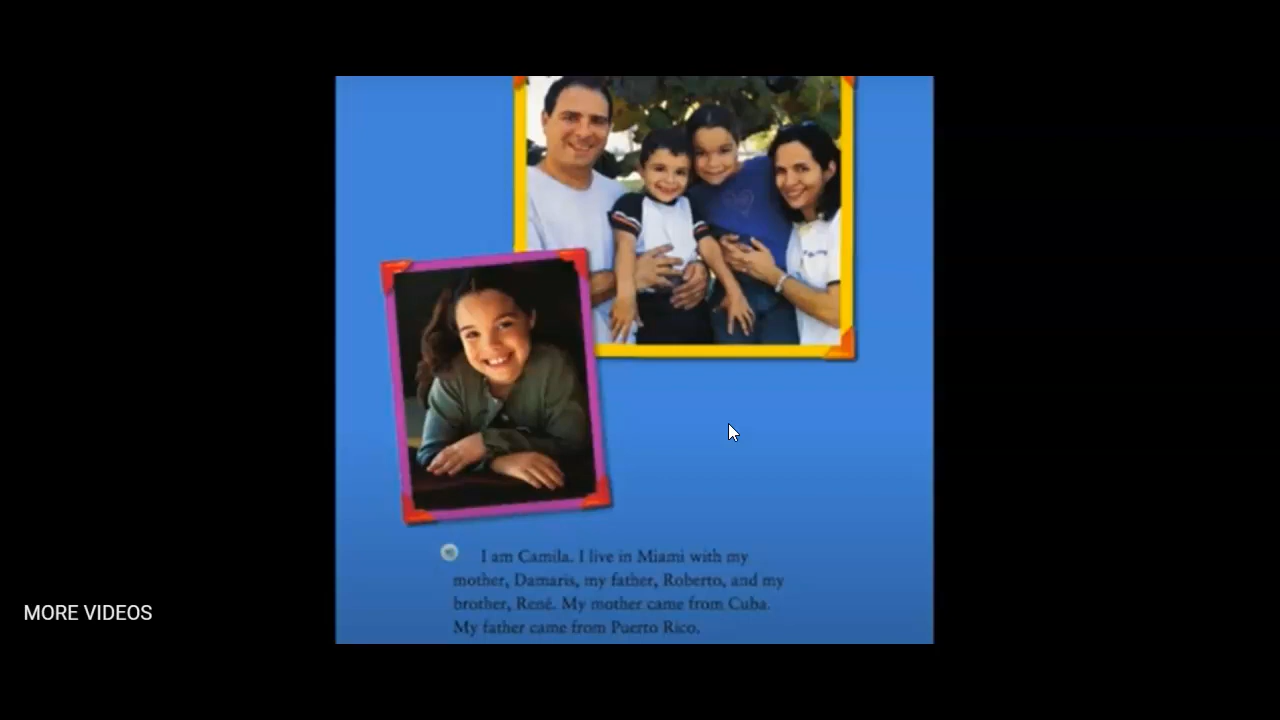 I am Camila. I live in Miami with my
mother, Damaris, my father, Roberto, and my
brother, René. My mother came from Cuba.
My father came from Puerto Rico.
MORE VIDEOS